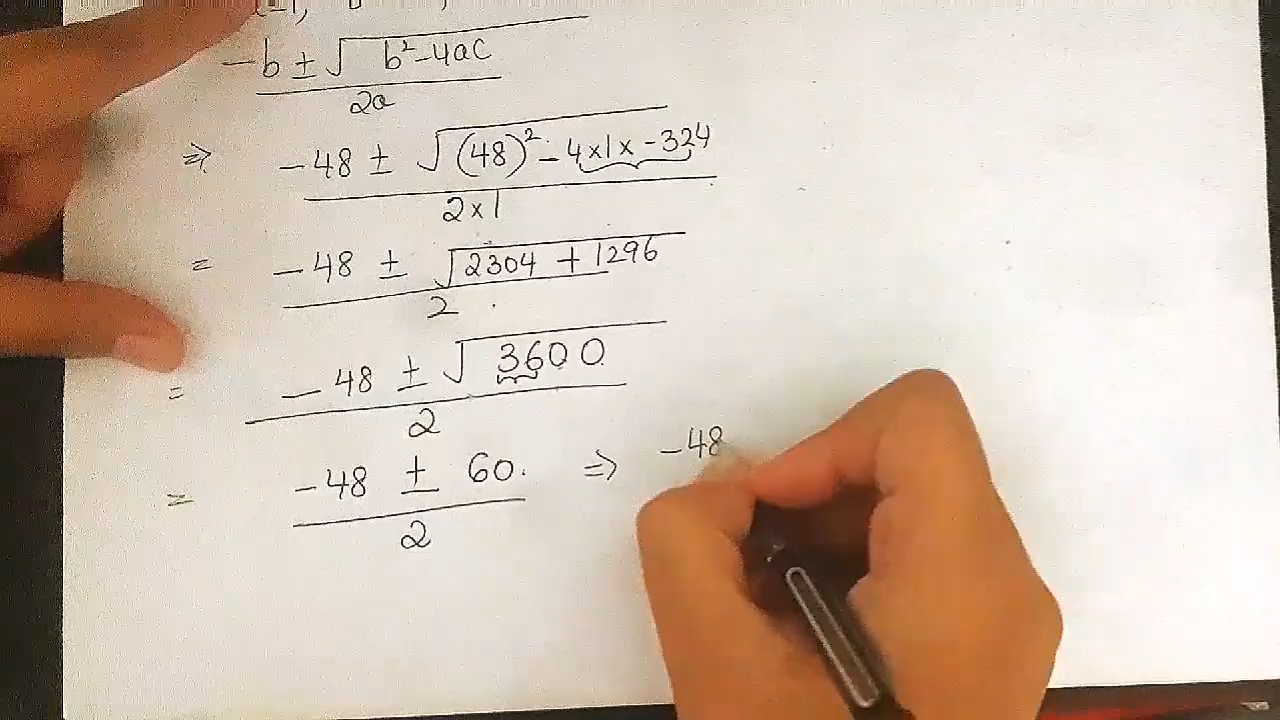 -b ± √ b²-4ac
2a
⇒ -48 ± √(48)² - 4×1×-324
2×1
= -48 ± √2304 + 1296
2
= -48 ± √3600
2
= -48 ± 60. ⇒ -48
2